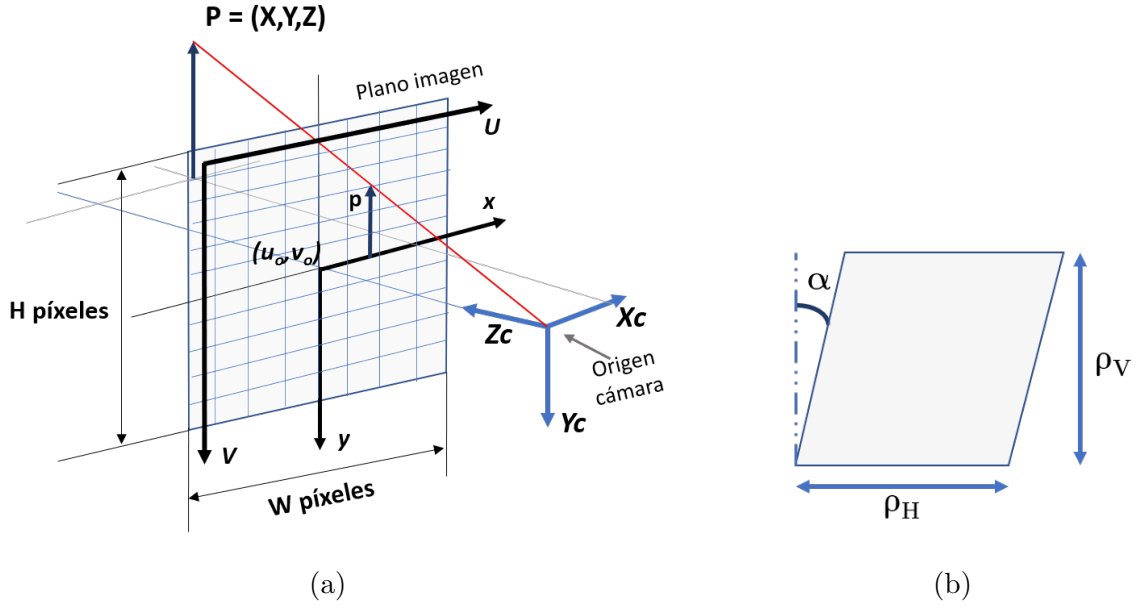 P = (X,Y,Z)
Plano imagen
U
p
x
(uₒ,vₒ)
H píxeles
Zc
Xc
Origen
cámara
Yc
V
y
W píxeles
α
ρV
ρH
(a)
(b)